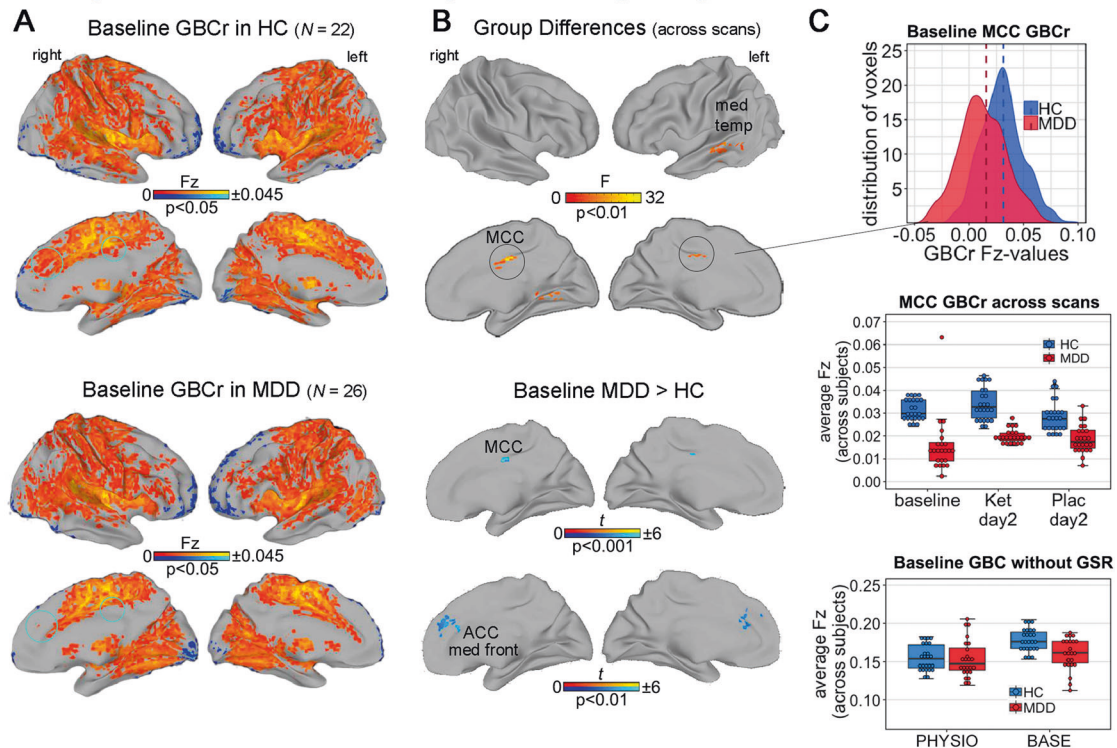 A
Baseline GBCr in HC (N = 22)
right
left
Fz
0 ±0.045
p<0.05
Baseline GBCr in MDD (N = 26)
Fz
0 ±0.045
p<0.05
B
Group Differences (across scans)
right
left
med
temp
F
0 32
p<0.01
MCC
Baseline MDD > HC
MCC
t
0 ±6
p<0.001
ACC
med front
t
0 ±6
p<0.01
C
Baseline MCC GBCr
distribution of voxels
25
20
15
10
5
HC
MDD
-0.05 0.00 0.05 0.10
GBCr Fz-values
MCC GBCr across scans
average Fz
(across subjects)
0.07
0.06
0.05
0.04
0.03
0.02
0.01
0.00
HC
MDD
baseline Ket Plac
day2 day2
Baseline GBC without GSR
average Fz
(across subjects)
0.25
0.20
0.15
0.10
HC
MDD
PHYSIO BASE